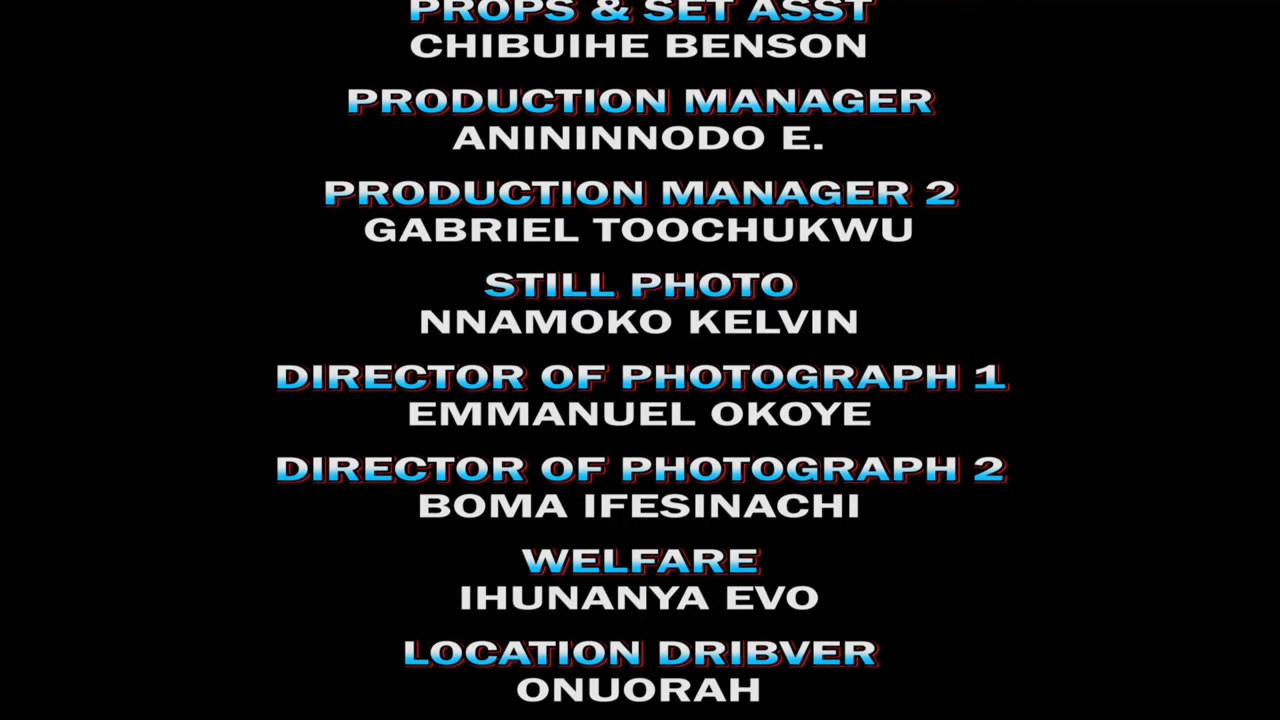 PROPS & SET ASST
CHIBUIHE BENSON
PRODUCTION MANAGER
ANININNODO E.
PRODUCTION MANAGER 2
GABRIEL TOOCHUKWU
STILL PHOTO
NNAMOKO KELVIN
DIRECTOR OF PHOTOGRAPH 1
EMMANUEL OKOYE
DIRECTOR OF PHOTOGRAPH 2
BOMA IFESINACHI
WELFARE
IHUNANYA EVO
LOCATION DRIBVER
ONUORAH